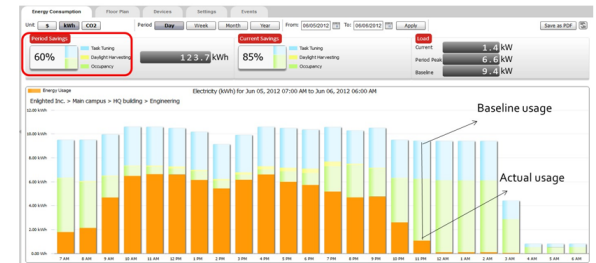 Energy Consumption Floor Plan Devices Settings Events
Unit $ kWh CO2 Period Day Week Month Year From: 06/05/2012 To: 06/06/2012 Apply Save as PDF
Period Savings Current Savings Load
60% Task Tuning Daylight Harvesting Occupancy
123.7 kWh
85% Task Tuning Daylight Harvesting Occupancy
Current 1.4 kW
Period Peak 6.6 kW
Baseline 9.4 kW
Energy Usage Electricity (kWh) for Jun 05, 2012 07:00 AM to Jun 06, 2012 06:00 AM
Enlighted Inc. > Main campus > HQ building > Engineering
Baseline usage
Actual usage
12.00 kWh
10.00 kWh
8.00 kWh
6.00 kWh
4.00 kWh
2.00 kWh
0.00 kWh
7 AM 8 AM 9 AM 10 AM 11 AM 12 PM 1 PM 2 PM 3 PM 4 PM 5 PM 6 PM 7 PM 8 PM 9 PM 10 PM 11 PM 12 AM 1 AM 2 AM 3 AM 4 AM 5 AM 6 AM